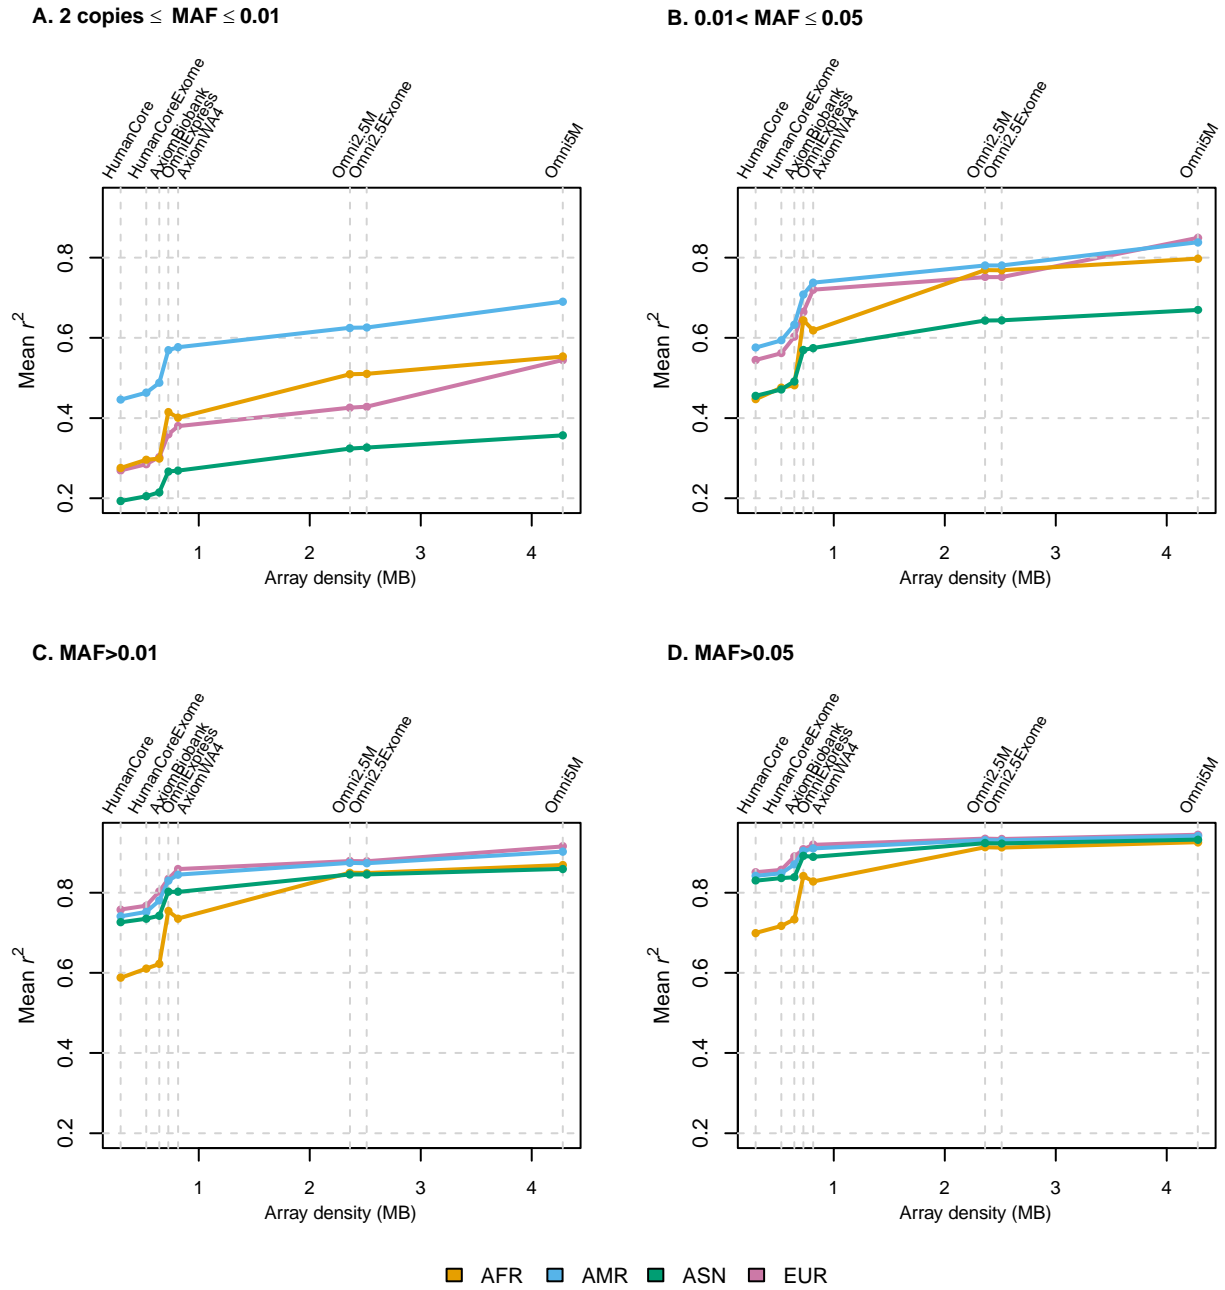 A. 2 copies ≤ MAF ≤ 0.01
HumanCore
HumanCoreExome
AxiomBiobank
OmniExpress
AxiomWA4
Omni2.5M
Omni2.5Exome
Omni5M
0.8
0.6
0.4
0.2
Mean r²
1 2 3 4
Array density (MB)
B. 0.01< MAF ≤ 0.05
HumanCore
HumanCoreExome
AxiomBiobank
OmniExpress
AxiomWA4
Omni2.5M
Omni2.5Exome
Omni5M
0.8
0.6
0.4
0.2
Mean r²
1 2 3 4
Array density (MB)
C. MAF>0.01
HumanCore
HumanCoreExome
AxiomBiobank
OmniExpress
AxiomWA4
Omni2.5M
Omni2.5Exome
Omni5M
0.8
0.6
0.4
0.2
Mean r²
1 2 3 4
Array density (MB)
D. MAF>0.05
HumanCore
HumanCoreExome
AxiomBiobank
OmniExpress
AxiomWA4
Omni2.5M
Omni2.5Exome
Omni5M
0.8
0.6
0.4
0.2
Mean r²
1 2 3 4
Array density (MB)
AFR AMR ASN EUR